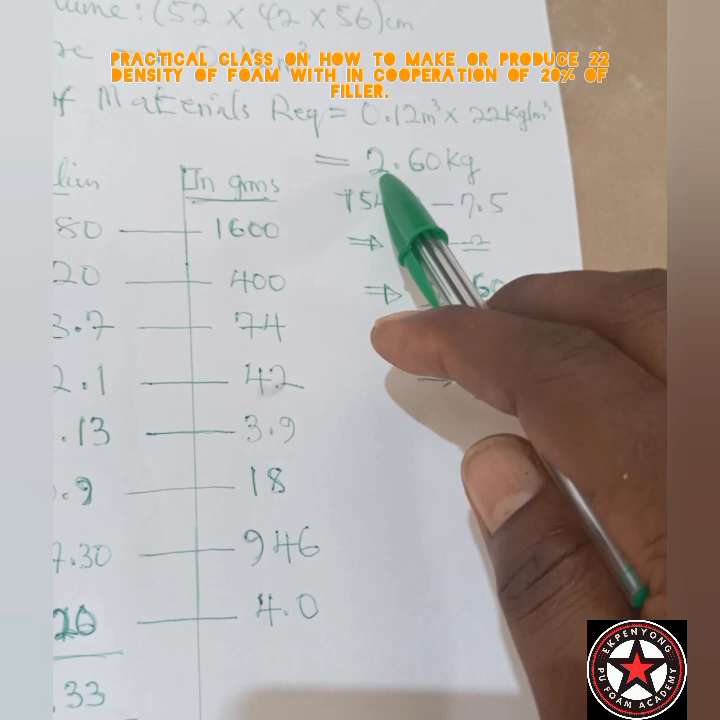 PRACTICAL CLASS ON HOW TO MAKE OR PRODUCE 22
DENSITY OF FOAM WITH IN COOPERATION OF 20% OF
FILLER.
ume: (52 x 42 x 56)cm
f Materials Req = 0.12m³ x 22kg/m³
= 2.60kg
In gms
- 7.5
80 — 1600
20 — 400
3.7 — 74
2.1 — 42
.13 — 3.9
.9 — 18
7.30 — 946
20 — 4.0
.33
EKPENYONG
PU FOAM ACADEMY